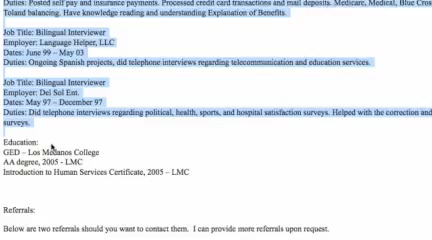 Duties: Posted self pay and insurance payments. Processed credit card transactions and mail deposits. Medicare, Medical, Blue Cros
Toland balancing. Have knowledge reading and understanding Explanation of Benefits.
Job Title: Bilingual Interviewer
Employer: Language Helper, LLC
Dates: June 99 – May 03
Duties: Ongoing Spanish projects, did telephone interviews regarding telecommunication and education services.
Job Title: Bilingual Interviewer
Employer: Del Sol Ent.
Dates: May 97 – December 97
Duties: Did telephone interviews regarding political, health, sports, and hospital satisfaction surveys. Helped with the correction and
surveys.
Education:
GED – Los Medanos College
AA degree, 2005 - LMC
Introduction to Human Services Certificate, 2005 – LMC
Referrals:
Below are two referrals should you want to contact them. I can provide more referrals upon request.